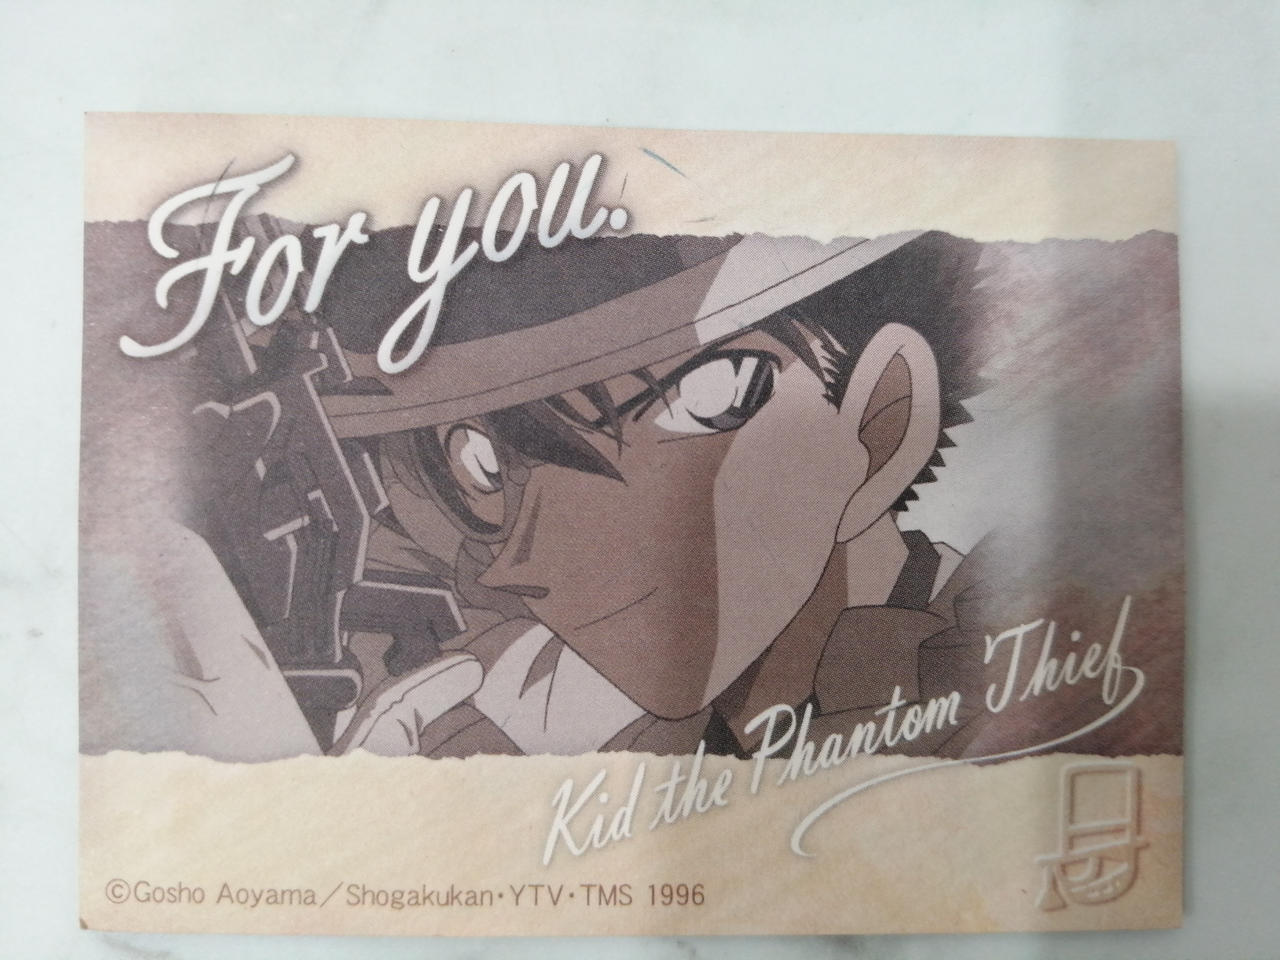 For you.
Kid the Phantom Thief
©Gosho Aoyama／Shogakukan・YTV・TMS 1996